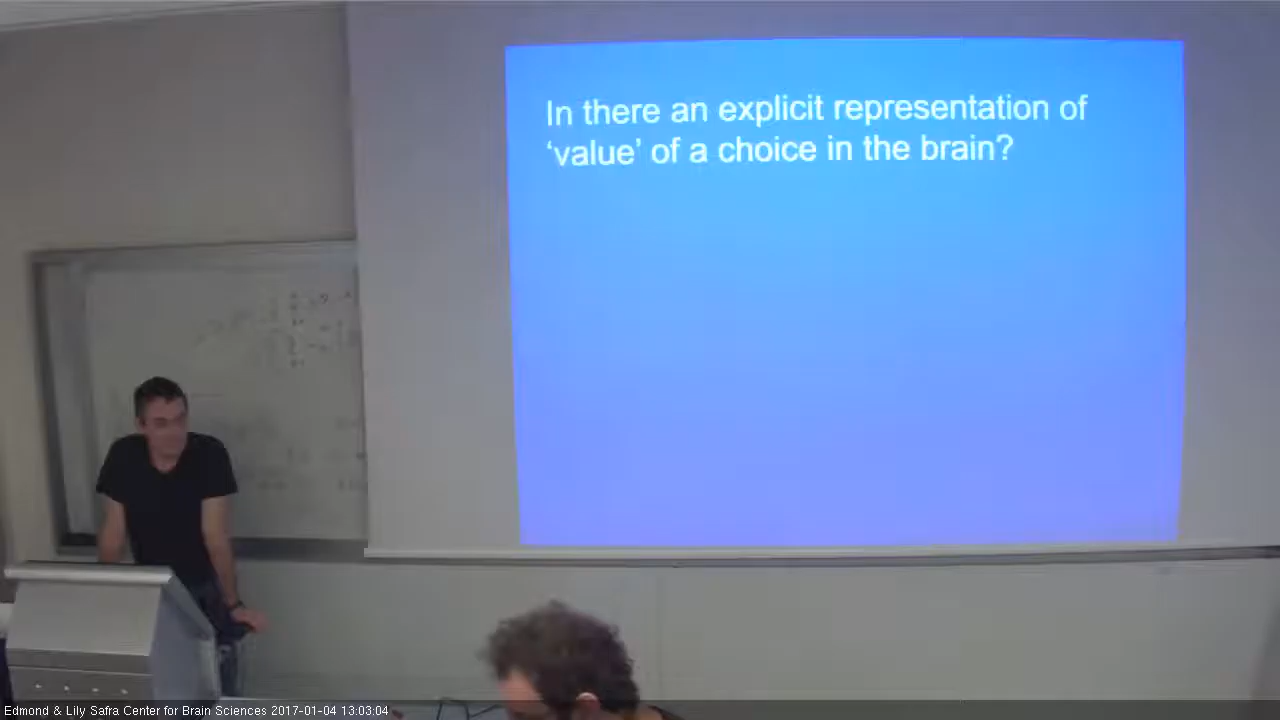 In there an explicit representation of
‘value’ of a choice in the brain?
Edmond & Lily Safra Center for Brain Sciences 2017-01-04 13:03:04